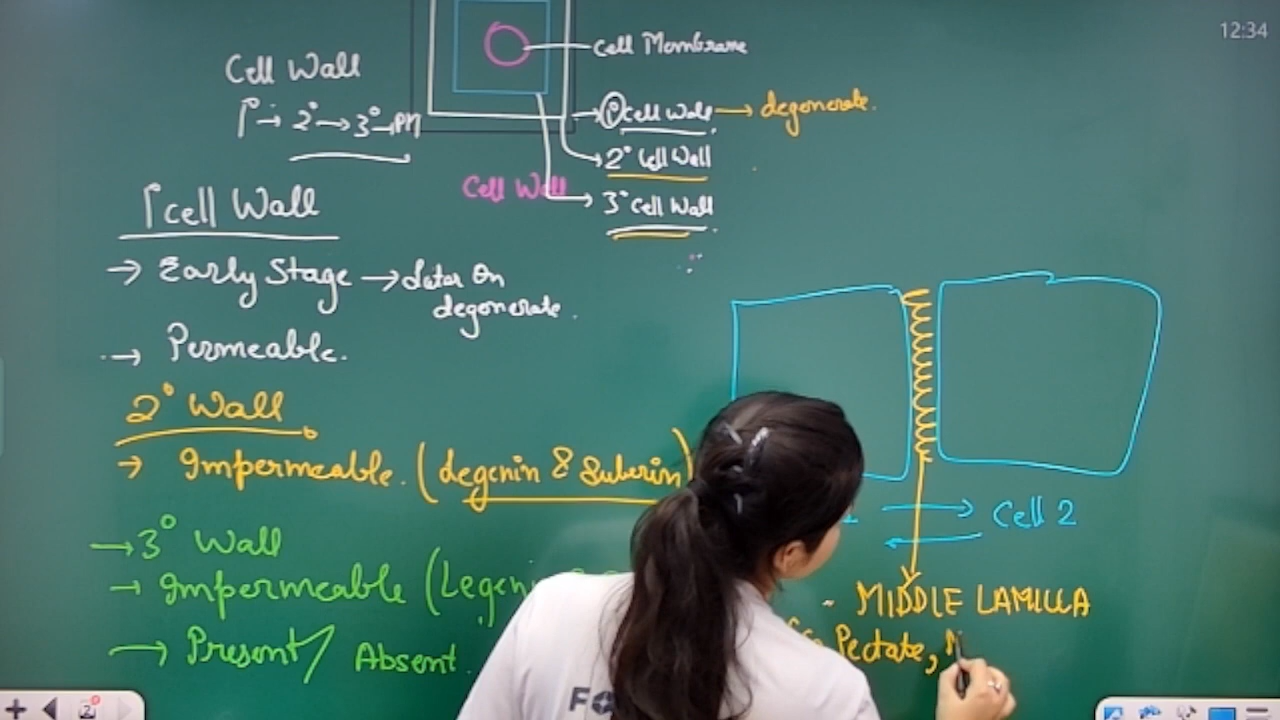 12:34
Cell Membrane
Cell Wall
1° → 2° → 3° → PM
1° Cell Wall → degenerate.
2° Cell Wall
Cell Wall
3° Cell Wall
1° cell Wall
→ Early Stage → Later On
degenerate.
→ Permeable.
2° Wall
→ Impermeable. (Legenin & Suberin)
→ 3° Wall
→ Impermeable (Legen
→ Present / Absent.
Cell 2
MIDDLE LAMILLA
Pectate,
2